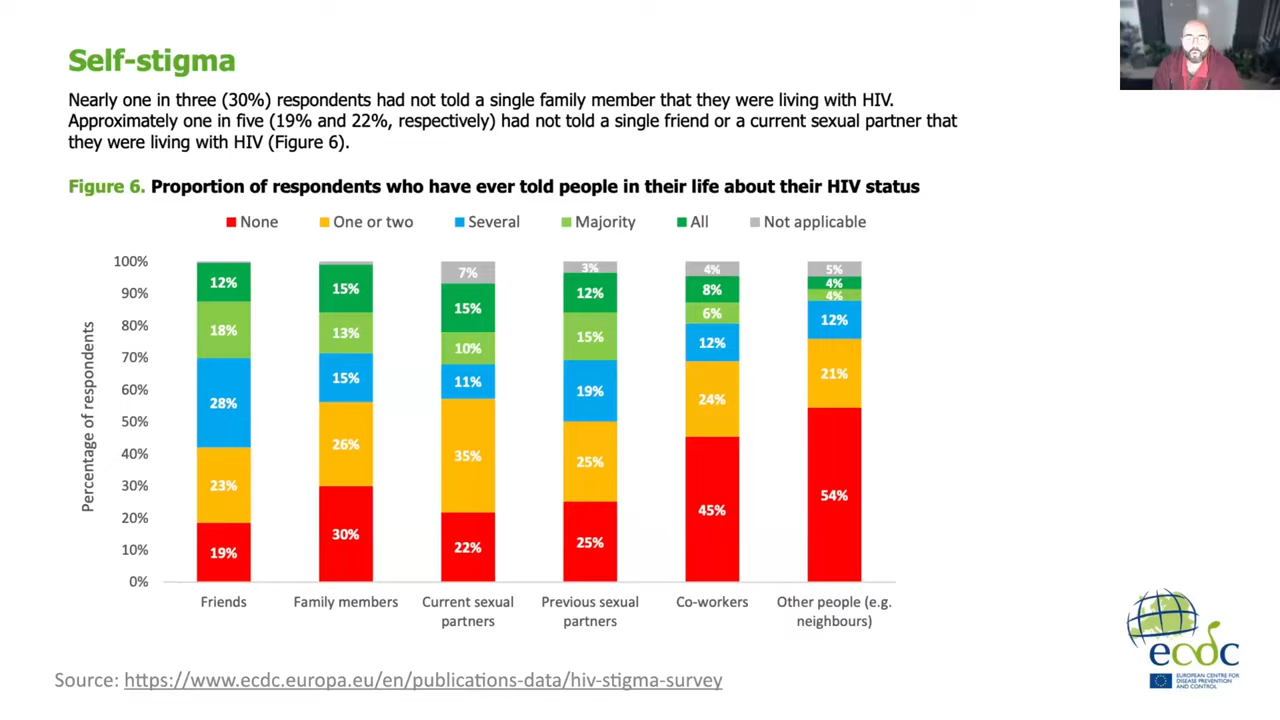 Self-stigma
Nearly one in three (30%) respondents had not told a single family member that they were living with HIV.
Approximately one in five (19% and 22%, respectively) had not told a single friend or a current sexual partner that
they were living with HIV (Figure 6).
Figure 6. Proportion of respondents who have ever told people in their life about their HIV status
None One or two Several Majority All Not applicable
Percentage of respondents
100%
90%
80%
70%
60%
50%
40%
30%
20%
10%
0%
12%
18%
28%
23%
19%
15%
13%
15%
26%
30%
7%
15%
10%
11%
35%
22%
3%
12%
15%
19%
25%
25%
4%
8%
6%
12%
24%
45%
5%
4%
4%
12%
21%
54%
Friends
Family members
Current sexual
partners
Previous sexual
partners
Co-workers
Other people (e.g.
neighbours)
Source: https://www.ecdc.europa.eu/en/publications-data/hiv-stigma-survey
ecdc
EUROPEAN CENTRE FOR
DISEASE PREVENTION
AND CONTROL